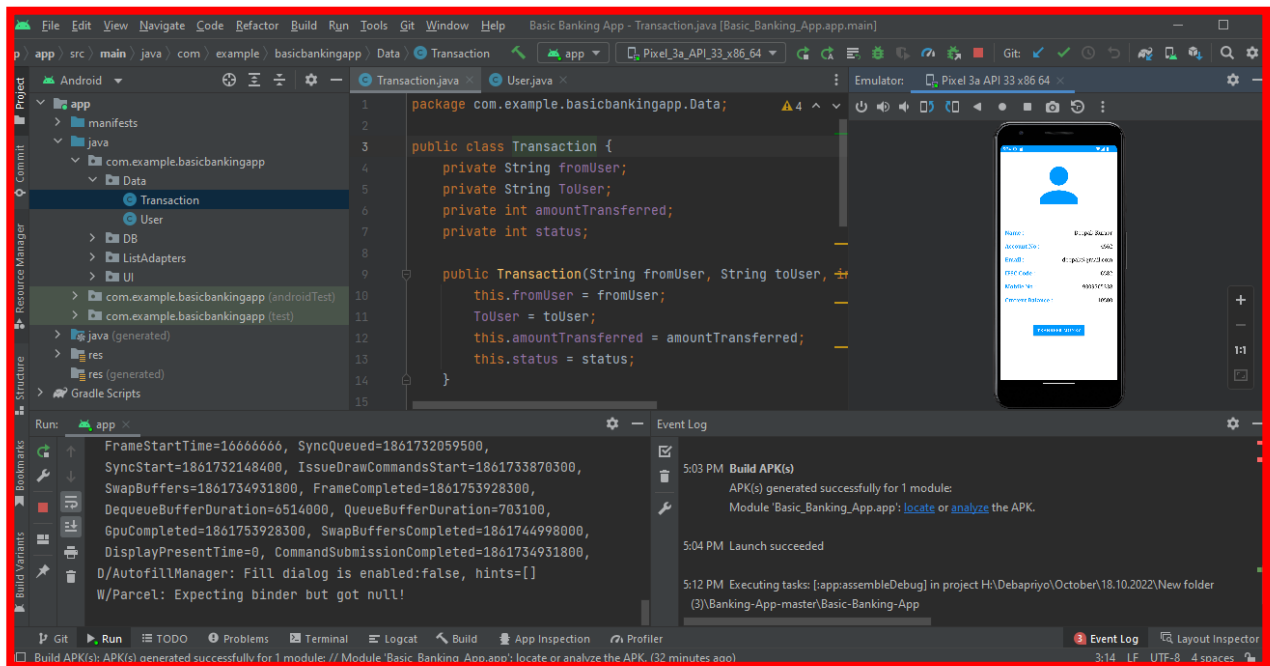 File Edit View Navigate Code Refactor Build Run Tools Git Window Help Basic Banking App - Transaction.java [Basic_Banking_App.app.main]
p app src main java com example basicbankingapp Data Transaction app Pixel_3a_API_33_x86_64 Git:
Project
Commit
Resource Manager
Structure
Bookmarks
Build Variants
Android
app
manifests
java
com.example.basicbankingapp
Data
Transaction
User
DB
ListAdapters
UI
com.example.basicbankingapp (androidTest)
com.example.basicbankingapp (test)
java (generated)
res
res (generated)
Gradle Scripts
Transaction.java User.java
4
1 package com.example.basicbankingapp.Data;
2
3 public class Transaction {
4 private String fromUser;
5 private String ToUser;
6 private int amountTransferred;
7 private int status;
8
9 public Transaction(String fromUser, String toUser,
10 this.fromUser = fromUser;
11 ToUser = toUser;
12 this.amountTransferred = amountTransferred;
13 this.status = status;
14 }
15
Emulator: Pixel 3a API 33 x86 64
Name :
Account No :
Email :
IFSC Code :
Mobile No
Current Balance :
TRANSFER MONEY
1:1
Run: app
FrameStartTime=16666666, SyncQueued=1861732059500,
SyncStart=1861732148400, IssueDrawCommandsStart=1861733870300,
SwapBuffers=1861734931800, FrameCompleted=1861753928300,
DequeueBufferDuration=6514000, QueueBufferDuration=703100,
GpuCompleted=1861753928300, SwapBuffersCompleted=1861744998000,
DisplayPresentTime=0, CommandSubmissionCompleted=1861734931800,
D/AutofillManager: Fill dialog is enabled:false, hints=[]
W/Parcel: Expecting binder but got null!
Event Log
5:03 PM Build APK(s)
APK(s) generated successfully for 1 module:
Module 'Basic_Banking_App.app': locate or analyze the APK.
5:04 PM Launch succeeded
5:12 PM Executing tasks: [:app:assembleDebug] in project H:\Debapriyo\October\18.10.2022\New folder
(3)\Banking-App-master\Basic-Banking-App
Git Run TODO Problems Terminal Logcat Build App Inspection Profiler 3 Event Log Layout Inspector
Build APK(s): APK(s) generated successfully for 1 module: // Module 'Basic_Banking_App.app': locate or analyze the APK. (32 minutes ago) 3:14 LF UTF-8 4 spaces